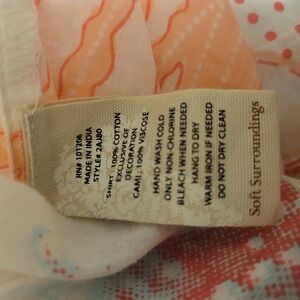 RN# 101206
MADE IN INDIA
STYLE# 2AJ80
SHIRT : 100% COTTON
EXCLUSIVE OF
DECORATION
CAMI : 100% VISCOSE
HAND WASH COLD
ONLY NON-CHLORINE
BLEACH WHEN NEEDED
HANG TO DRY
WARM IRON IF NEEDED
DO NOT DRY CLEAN
Soft Surroundings